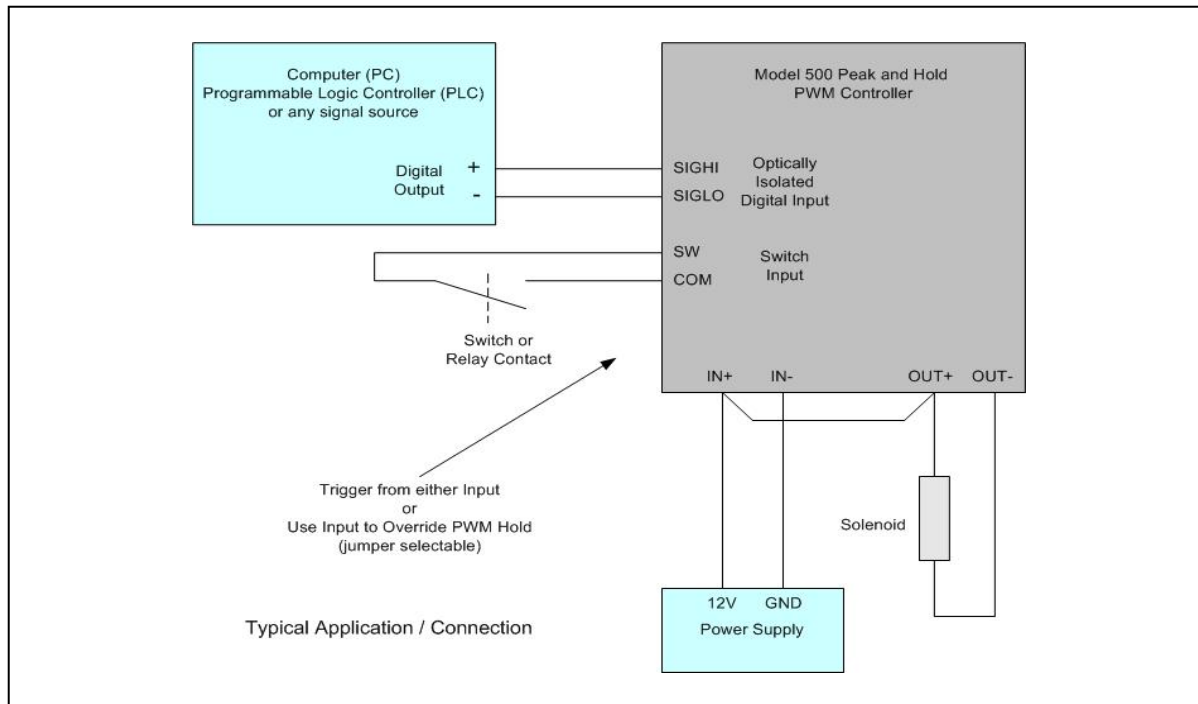 Computer (PC)
Programmable Logic Controller (PLC)
or any signal source
Digital
Output
+
-
Model 500 Peak and Hold
PWM Controller
SIGHI
SIGLO
Optically
Isolated
Digital Input
SW
COM
Switch
Input
Switch or
Relay Contact
IN+
IN-
OUT+
OUT-
Trigger from either Input
or
Use Input to Override PWM Hold
(jumper selectable)
Solenoid
12V
GND
Power Supply
Typical Application / Connection